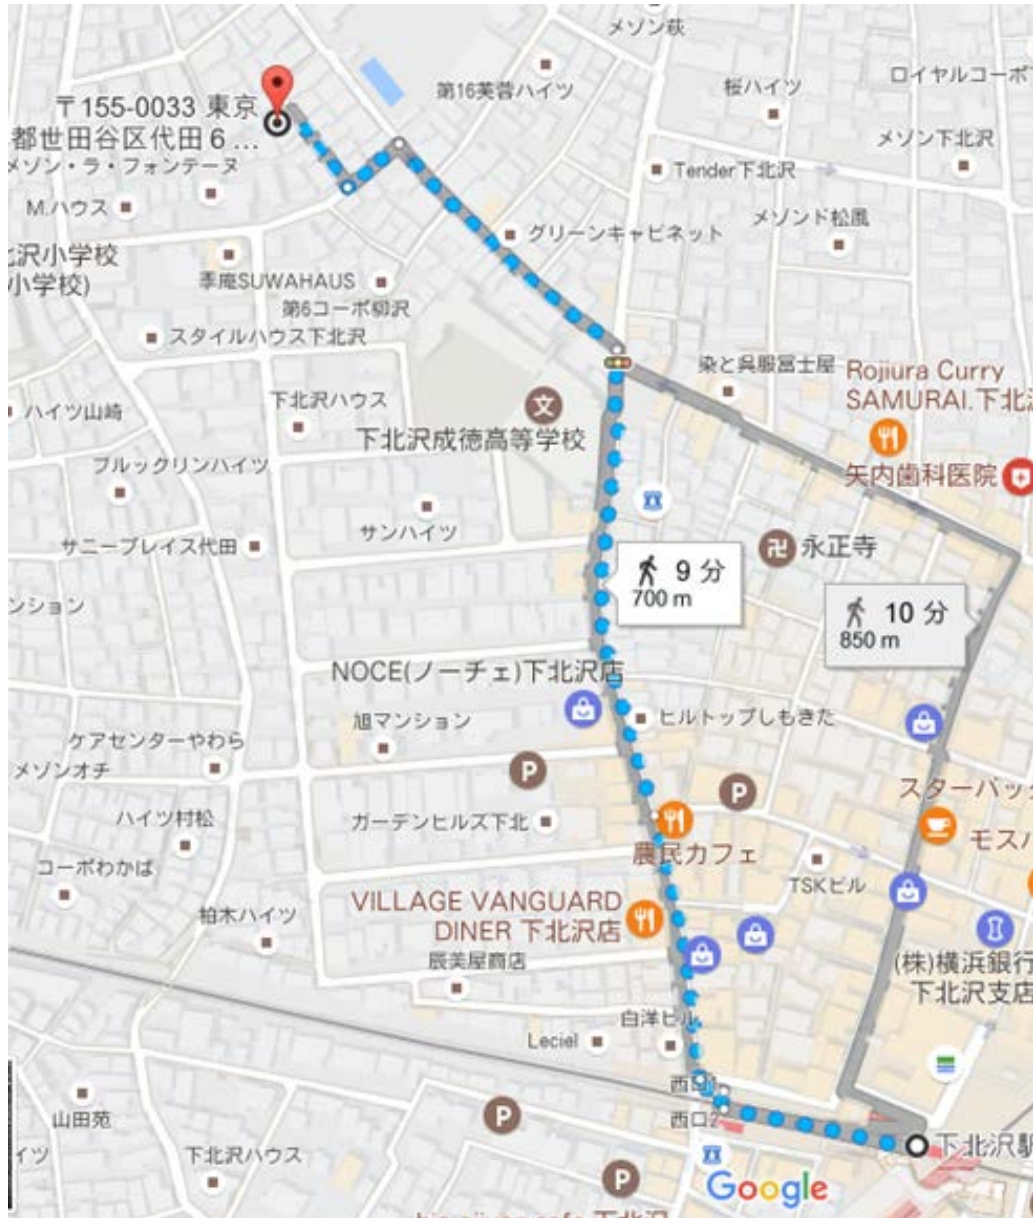 メゾン萩
ロイヤルコーポ
第16芙蓉ハイツ
桜ハイツ
〒155-0033 東京
都世田谷区代田6...
メゾン下北沢
メゾン・ラ・フォンテーヌ
Tender下北沢
M.ハウス
メゾンド松風
グリーンキャビネット
北沢小学校
小学校)
季庵SUWAHAUS
第6コーポ柳沢
スタイルハウス下北沢
染と呉服冨士屋
Rojiura Curry
SAMURAI.下北沢
ハイツ山崎
下北沢ハウス
文
下北沢成徳高等学校
ブルックリンハイツ
矢内歯科医院
サンハイツ
サニープレイス代田
卍 永正寺
9 分
700 m
ンション
10 分
850 m
NOCE(ノーチェ)下北沢店
旭マンション
ヒルトップしもきた
ケアセンターやわら
メゾンオチ
P
P
スターバッ
ハイツ村松
ガーデンヒルズ下北
モス
農民カフェ
コーポわかば
TSKビル
VILLAGE VANGUARD
DINER 下北沢店
柏木ハイツ
辰美屋商店
(株)横浜銀行
下北沢支店
白洋ビル
Leciel
西口1
山田苑
P
西口2
下北沢駅
イツ
下北沢ハウス
P
Google